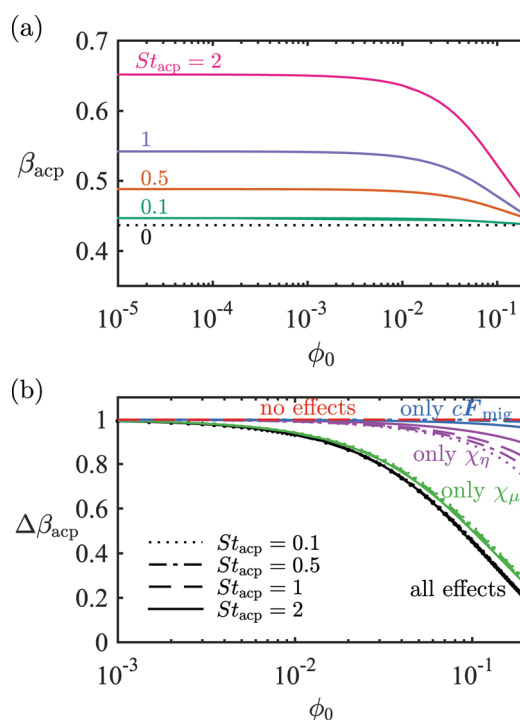 (a)
0.7
St_acp = 2
0.6
1
β_acp
0.5
0.5
0.1
0
0.4
10^-5 10^-4 10^-3 10^-2 10^-1
ϕ_0
(b)
no effects only cF_mig
1
only χ_η
0.8
only χ_μ
Δβ_acp
0.6
St_acp = 0.1
0.4
St_acp = 0.5
St_acp = 1
all effects
0.2
St_acp = 2
0
10^-3 10^-2 10^-1
ϕ_0